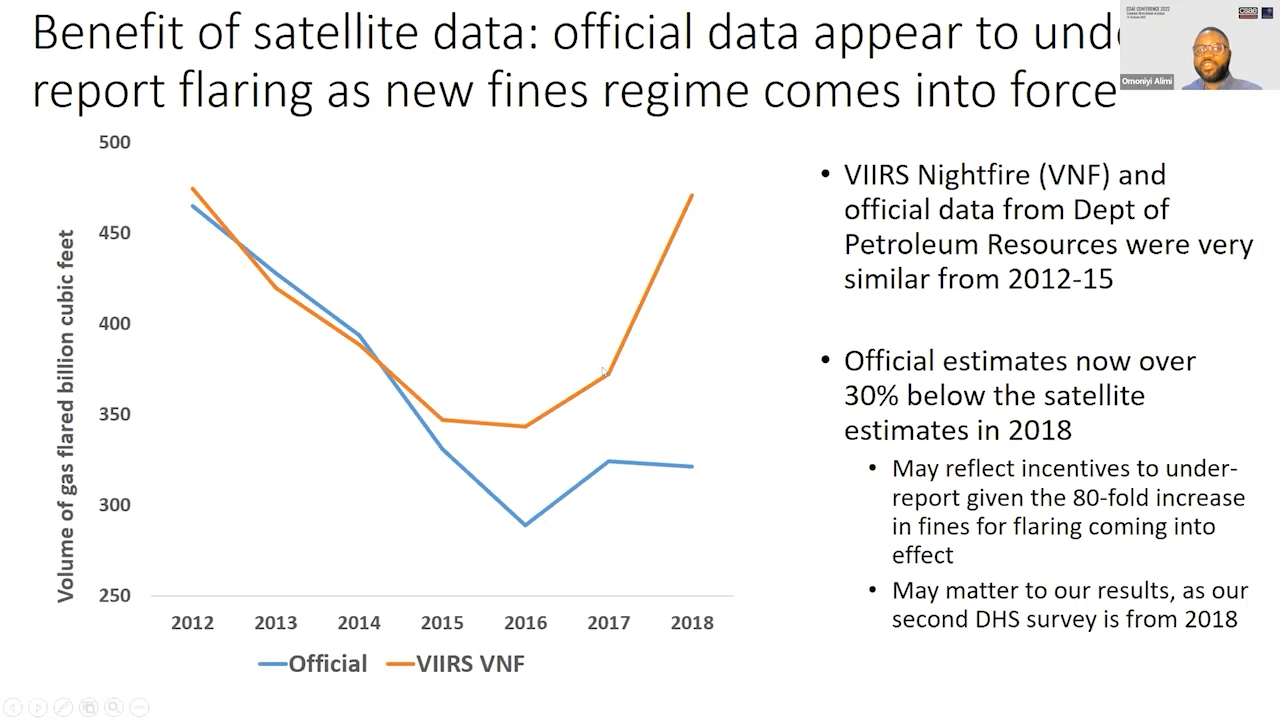 Benefit of satellite data: official data appear to und
report flaring as new fines regime comes into force
CSAE CONFERENCE 2022
Omoniyi Alimi
500
450
400
350
300
250
Volume of gas flared billion cubic feet
2012 2013 2014 2015 2016 2017 2018
Official VIIRS VNF
• VIIRS Nightfire (VNF) and
official data from Dept of
Petroleum Resources were very
similar from 2012-15
• Official estimates now over
30% below the satellite
estimates in 2018
• May reflect incentives to under-
report given the 80-fold increase
in fines for flaring coming into
effect
• May matter to our results, as our
second DHS survey is from 2018